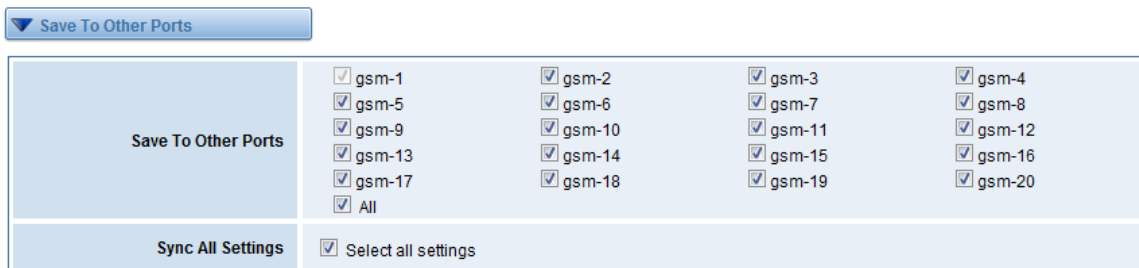 Save To Other Ports
Save To Other Ports
gsm-1 gsm-2 gsm-3 gsm-4
gsm-5 gsm-6 gsm-7 gsm-8
gsm-9 gsm-10 gsm-11 gsm-12
gsm-13 gsm-14 gsm-15 gsm-16
gsm-17 gsm-18 gsm-19 gsm-20
All
Sync All Settings Select all settings